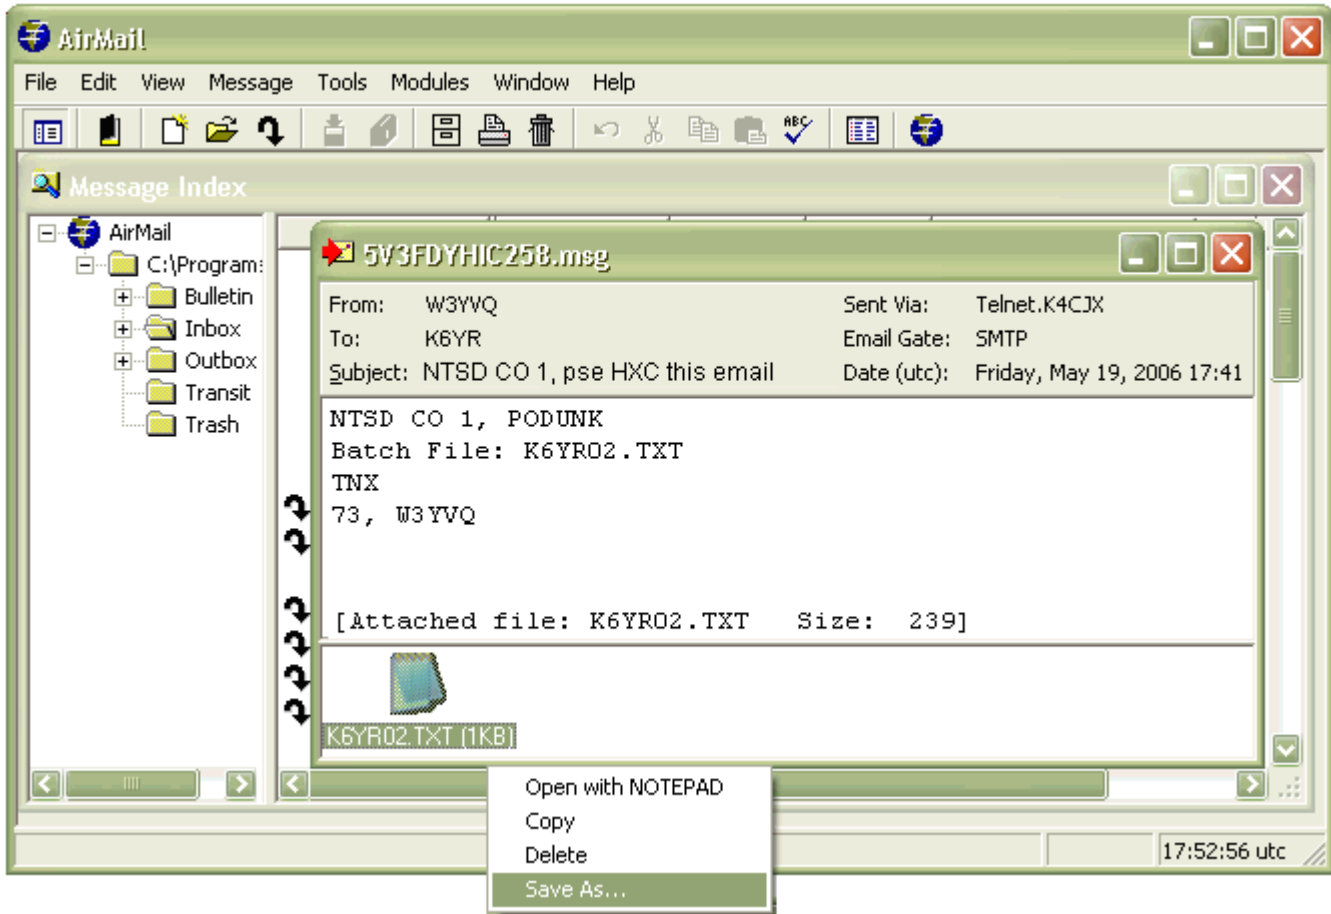 AirMail
File Edit View Message Tools Modules Window Help
ABC
Message Index
AirMail
C:\Program
Bulletin
Inbox
Outbox
Transit
Trash
5V3FDYHIC258.msg
From: W3YVQ Sent Via: Telnet.K4CJX
To: K6YR Email Gate: SMTP
Subject: NTSD CO 1, pse HXC this email Date (utc): Friday, May 19, 2006 17:41
NTSD CO 1, PODUNK
Batch File: K6YR02.TXT
TNX
73, W3YVQ
[Attached file: K6YR02.TXT Size: 239]
K6YR02.TXT (1KB)
Open with NOTEPAD
Copy
Delete
Save As...
17:52:56 utc